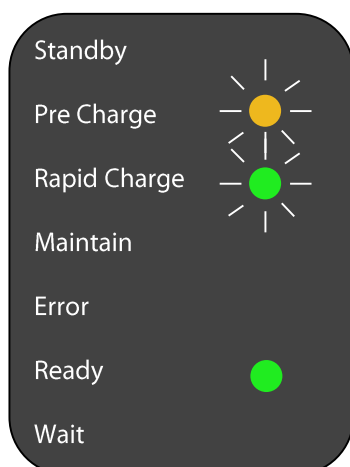 Standby
Pre Charge
Rapid Charge
Maintain
Error
Ready
Wait